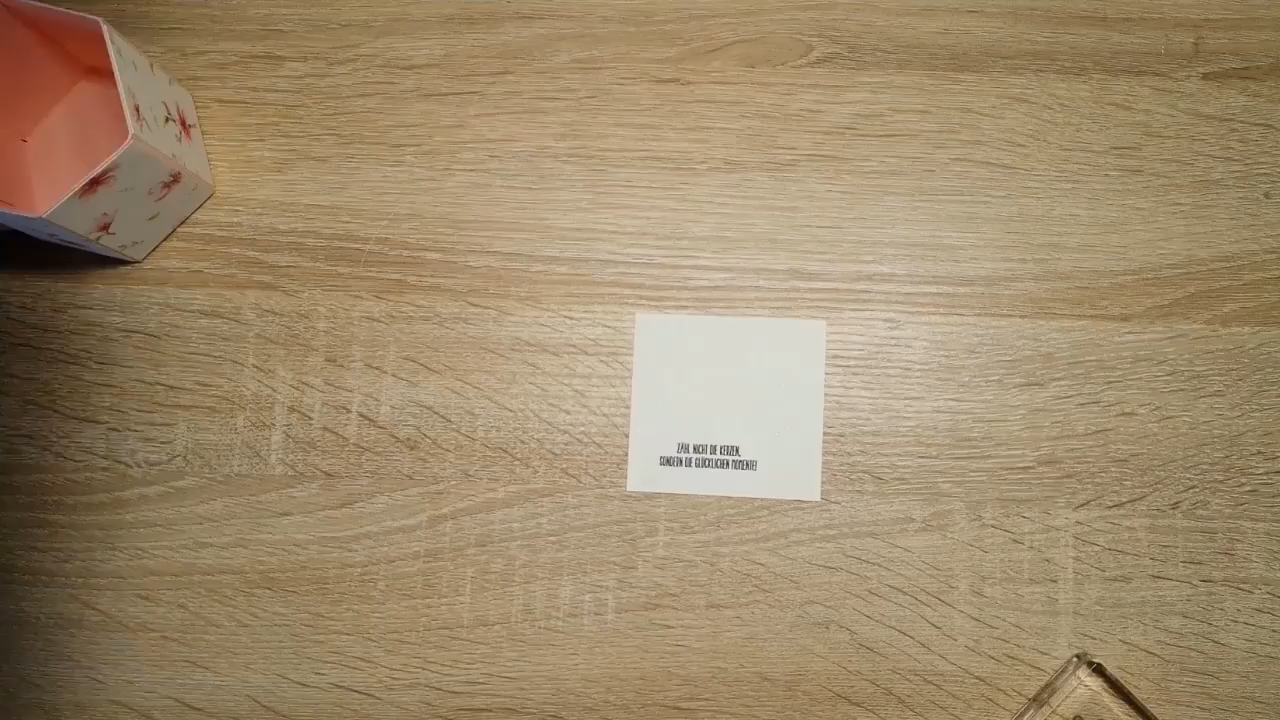 ZÄHL NICHT DIE KERZEN,
SONDERN DIE GLÜCKLICHEN MOMENTE!